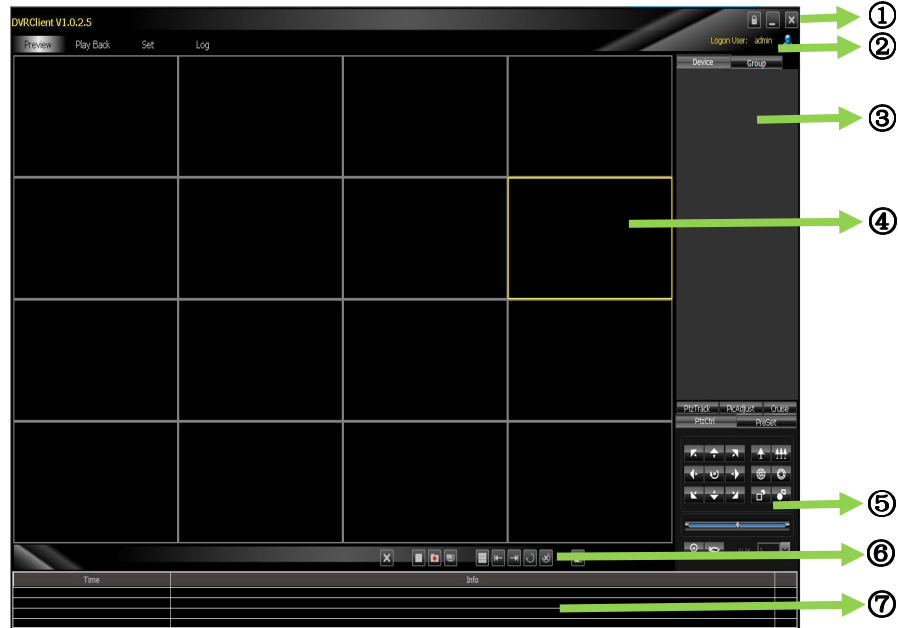 DVRClient V1.0.2.5
①
Preview Play Back Set Log
Logon User: admin
②
Device Group
③
④
PtzTrack PicAdjust Cruise
PtzCtrl PreSet
⑤
⑥
Time Info
⑦